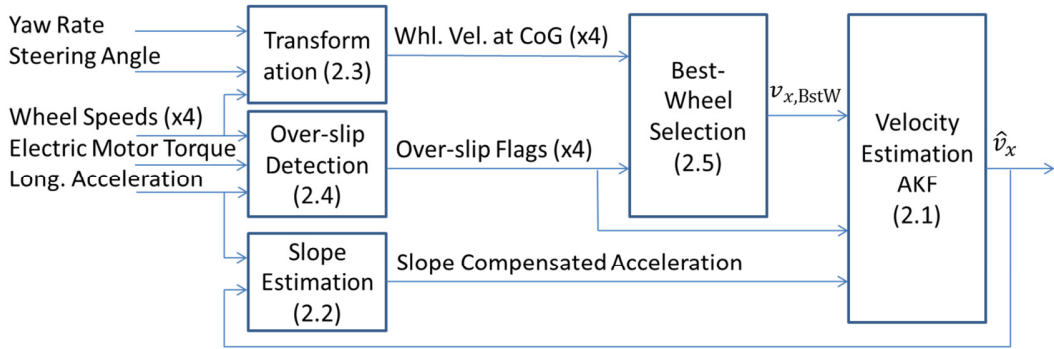 Yaw Rate
Steering Angle
Wheel Speeds (x4)
Electric Motor Torque
Long. Acceleration
Transform
ation (2.3)
Over-slip
Detection
(2.4)
Slope
Estimation
(2.2)
Whl. Vel. at CoG (x4)
Over-slip Flags (x4)
Slope Compensated Acceleration
Best-
Wheel
Selection
(2.5)
v_{x,BstW}
Velocity
Estimation
AKF
(2.1)
v̂_x